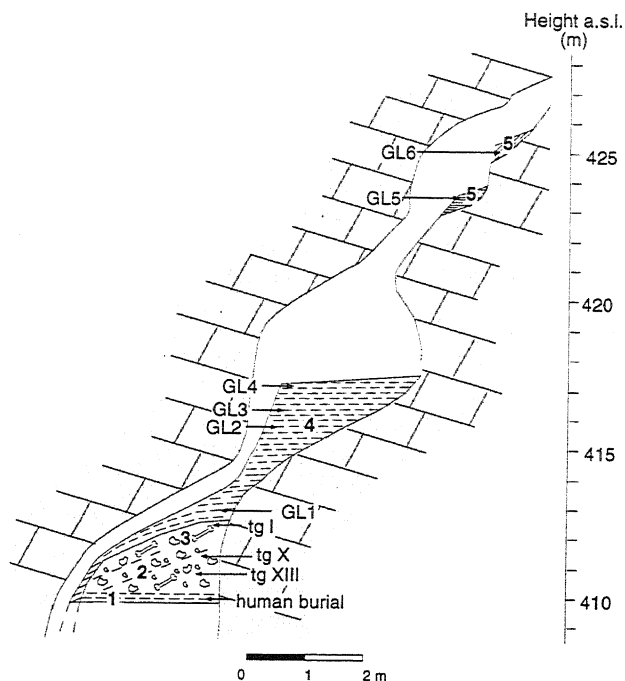 Height a.s.l.
(m)
5
GL6
425
GL5
5
420
GL4
GL3
GL2
4
415
GL1
tg I
3
tg X
2
tg XIII
1
human burial
410
0 1 2 m